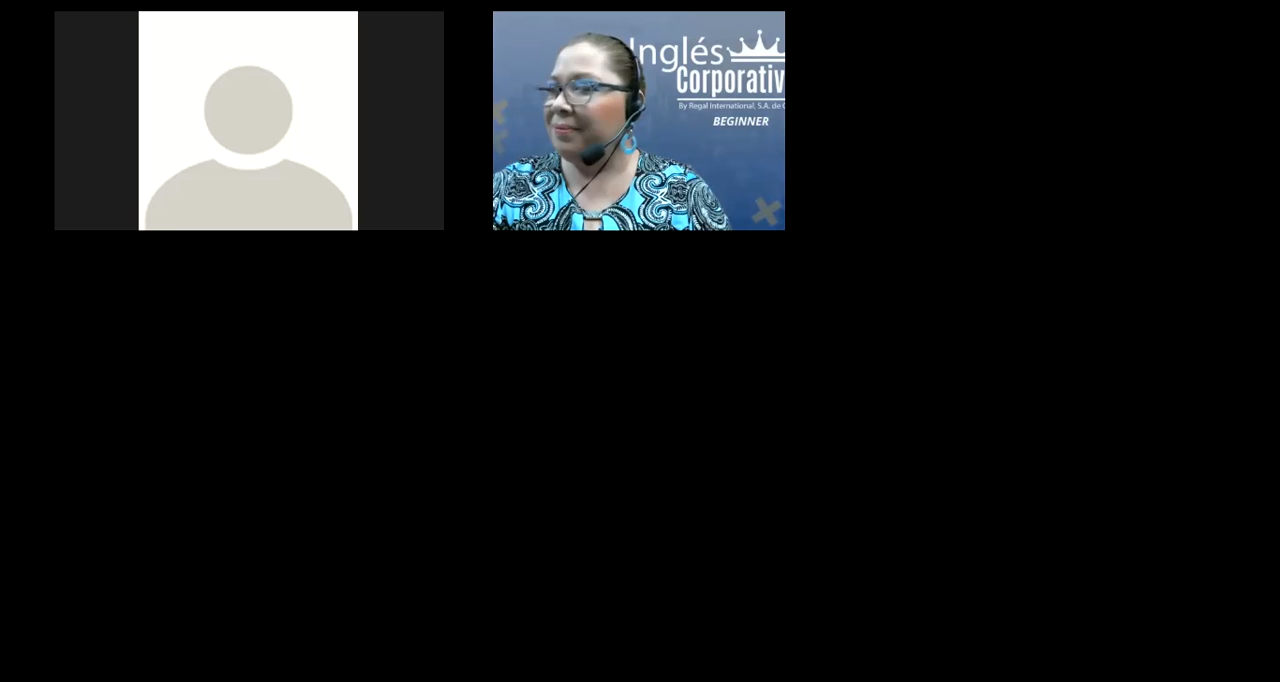 Inglés
Corporativ
By Regal International, S.A. de C
BEGINNER